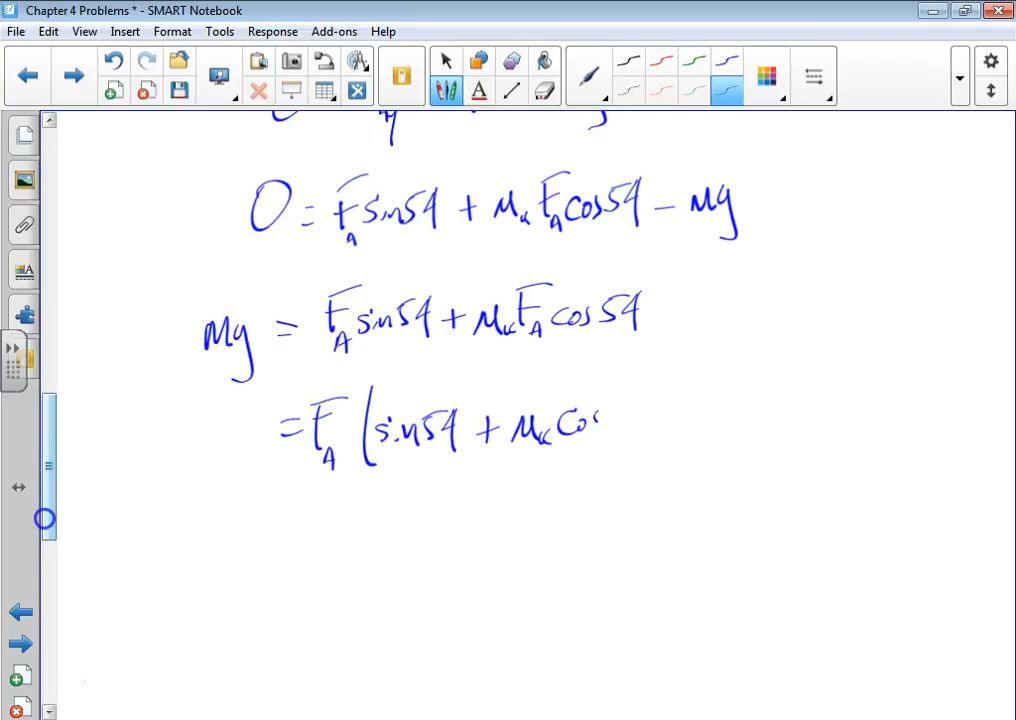 Chapter 4 Problems * - SMART Notebook
File Edit View Insert Format Tools Response Add-ons Help
O = F_A sin54 + μ_k F_A cos54 - mg
mg = F_A sin54 + μ_k F_A cos54
= F_A (sin54 + μ_k cos